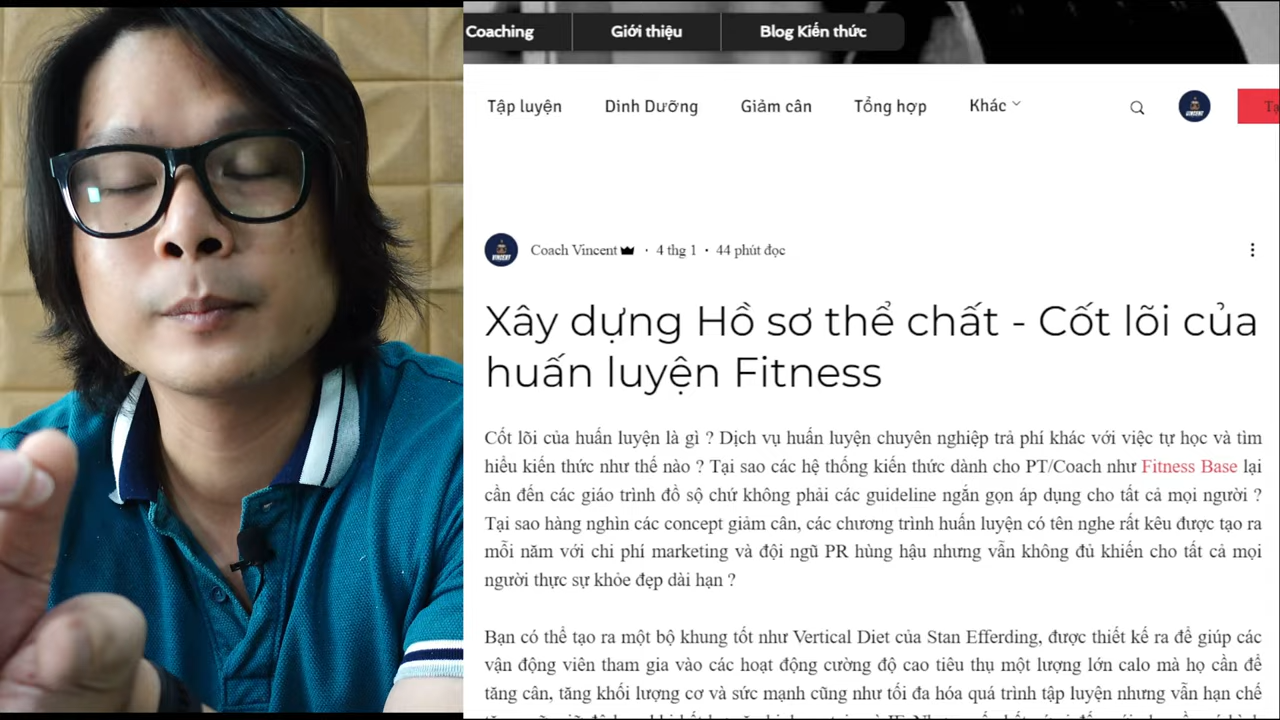 Coaching
Giới thiệu
Blog Kiến thức
Tập luyện
Dinh Dưỡng
Giảm cân
Tổng hợp
Khác
VINCENT
Coach Vincent · 4 thg 1 · 44 phút đọc
Xây dựng Hồ sơ thể chất - Cốt lõi của
huấn luyện Fitness
Cốt lõi của huấn luyện là gì ? Dịch vụ huấn luyện chuyên nghiệp trả phí khác với việc tự học và tìm
hiểu kiến thức như thế nào ? Tại sao các hệ thống kiến thức dành cho PT/Coach như Fitness Base lại
cần đến các giáo trình đồ sộ chứ không phải các guideline ngắn gọn áp dụng cho tất cả mọi người ?
Tại sao hàng nghìn các concept giảm cân, các chương trình huấn luyện có tên nghe rất kêu được tạo ra
mỗi năm với chi phí marketing và đội ngũ PR hùng hậu nhưng vẫn không đủ khiến cho tất cả mọi
người thực sự khỏe đẹp dài hạn ?
Bạn có thể tạo ra một bộ khung tốt như Vertical Diet của Stan Efferding, được thiết kế ra để giúp các
vận động viên tham gia vào các hoạt động cường độ cao tiêu thụ một lượng lớn calo mà họ cần để
tăng cân, tăng khối lượng cơ và sức mạnh cũng như tối đa hóa quá trình tập luyện nhưng vẫn hạn chế